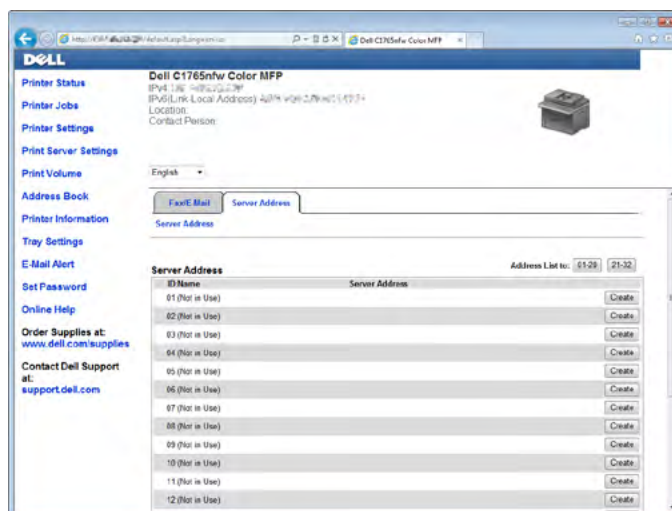 Dell C1765nfw Color MFP
DELL
Dell C1765nfw Color MFP
IPv4:
IPv6(Link-Local Address):
Location:
Contact Person:
Printer Status
Printer Jobs
Printer Settings
Print Server Settings
Print Volume
Address Book
Printer Information
Tray Settings
E-Mail Alert
Set Password
Online Help
Order Supplies at:
www.dell.com/supplies
Contact Dell Support
at:
support.dell.com
English
Fax/E-Mail Server Address
Server Address
Server Address Address List to: 01-20 21-32
ID Name Server Address
01 (Not in Use) Create
02 (Not in Use) Create
03 (Not in Use) Create
04 (Not in Use) Create
05 (Not in Use) Create
06 (Not in Use) Create
07 (Not in Use) Create
08 (Not in Use) Create
09 (Not in Use) Create
10 (Not in Use) Create
11 (Not in Use) Create
12 (Not in Use) Create